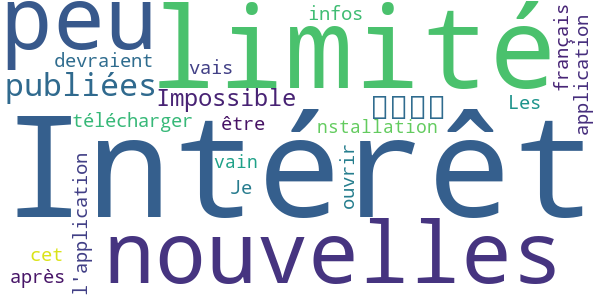 peu
limité
infos
français
application
devraient
vais
publiées
Impossible
Les
télécharger
être
nstallation
Intérêt
vain
Je
ouvrir
l'application
nouvelles
cet
après